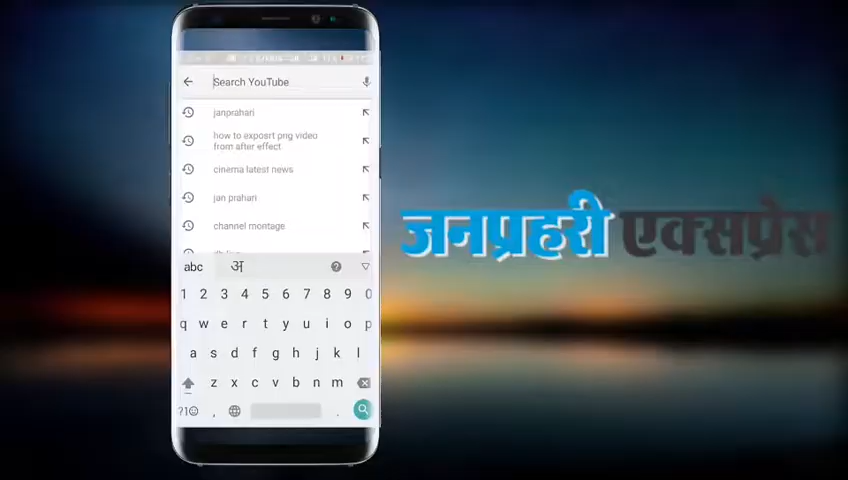 Search YouTube
janprahari
how to exposrt png video
from after effect
cinema latest news
jan prahari
channel montage
abc अ
1 2 3 4 5 6 7 8 9 0
q w e r t y u i o p
a s d f g h j k l
z x c v b n m
?1☺ , .
जनप्रहरी एक्सप्रेस